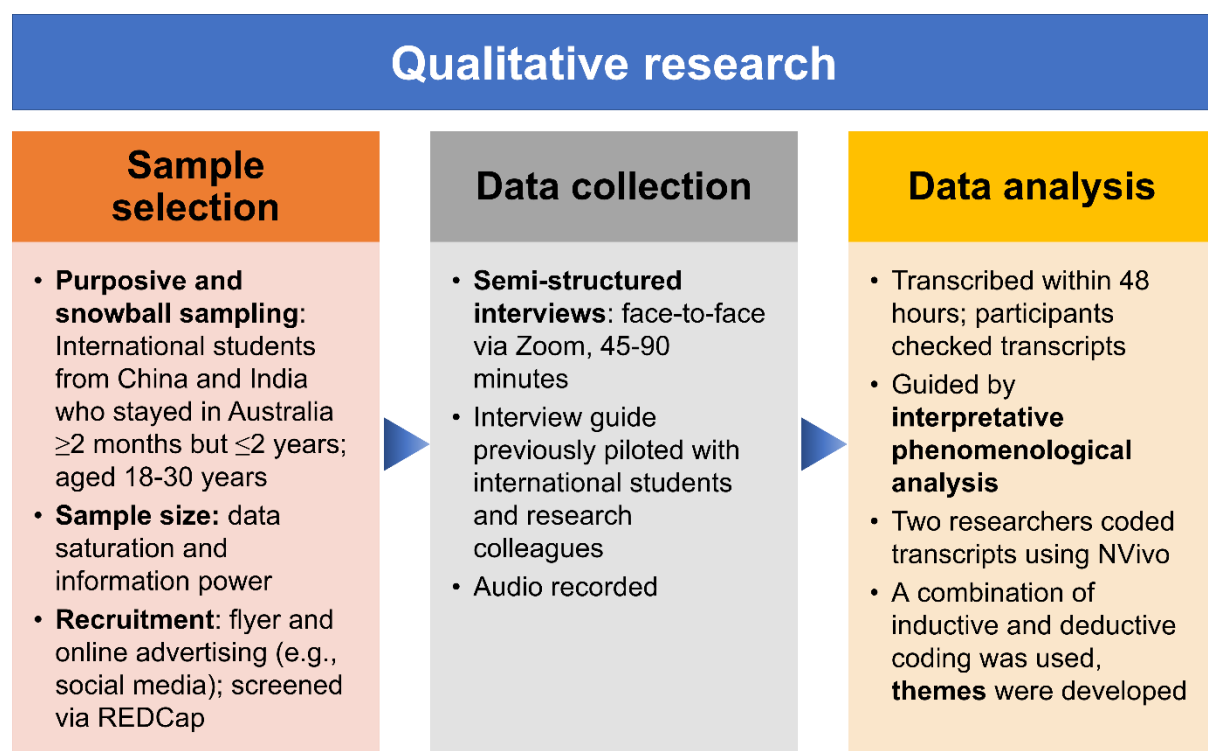 Qualitative research
Sample
selection
• Purposive and
snowball sampling:
International students
from China and India
who stayed in Australia
≥2 months but ≤2 years;
aged 18-30 years
• Sample size: data
saturation and
information power
• Recruitment: flyer and
online advertising (e.g.,
social media); screened
via REDCap
Data collection
• Semi-structured
interviews: face-to-face
via Zoom, 45-90
minutes
• Interview guide
previously piloted with
international students
and research
colleagues
• Audio recorded
Data analysis
• Transcribed within 48
hours; participants
checked transcripts
• Guided by
interpretative
phenomenological
analysis
• Two researchers coded
transcripts using NVivo
• A combination of
inductive and deductive
coding was used,
themes were developed